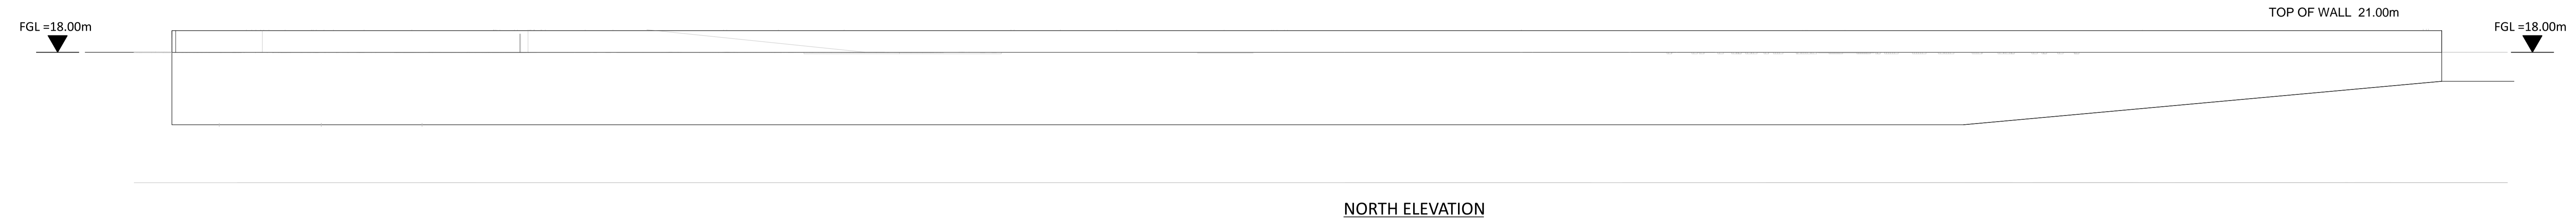 TOP OF WALL 21.00m
FGL =18.00m
FGL =18.00m
NORTH ELEVATION